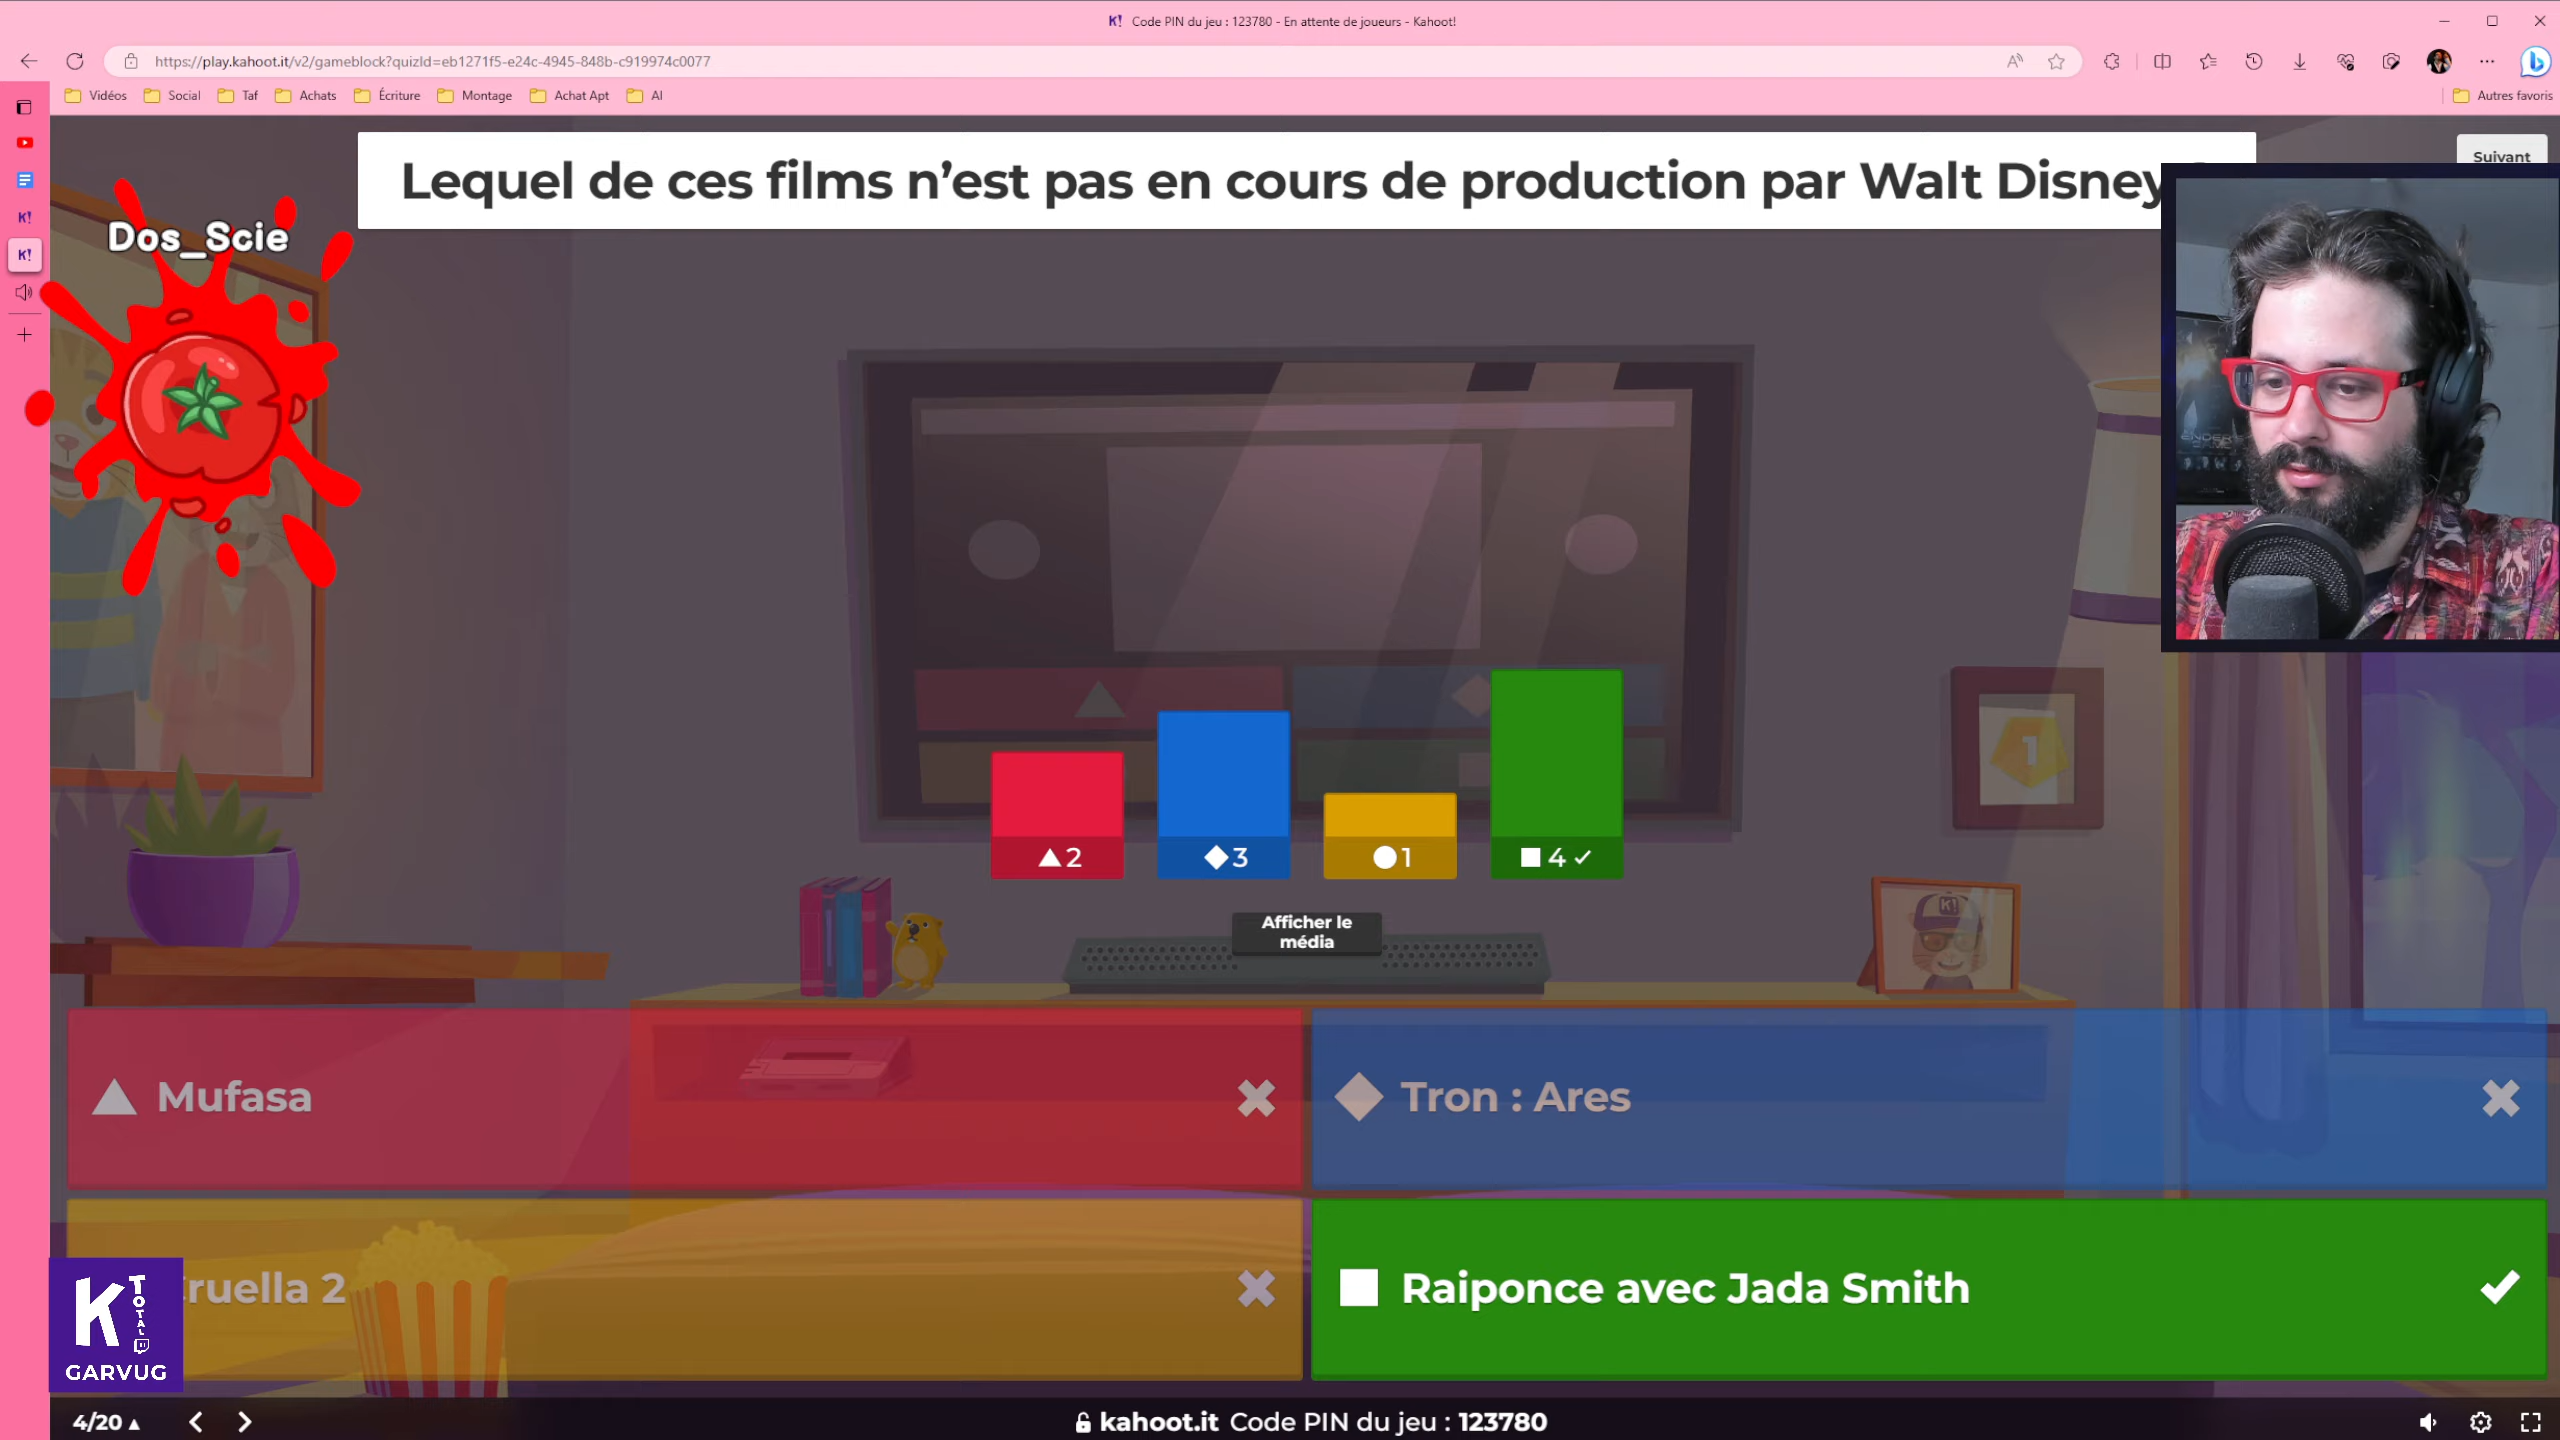 K! Code PIN du jeu : 123780 - En attente de joueurs - Kahoot!
https://play.kahoot.it/v2/gameblock?quizId=eb1271f5-e24c-4945-848b-c919974c0077
Vidéos Social Taf Achats Écriture Montage Achat Apt AI Autres favoris
Lequel de ces films n’est pas en cours de production par Walt Disney
Suivant
K!
K!
Dos_Scie
1
2
3
1
4
Afficher le
média
K!
Mufasa
Tron : Ares
ruella 2
Raiponce avec Jada Smith
K TOTAL
GARVUG
4/20
kahoot.it Code PIN du jeu : 123780